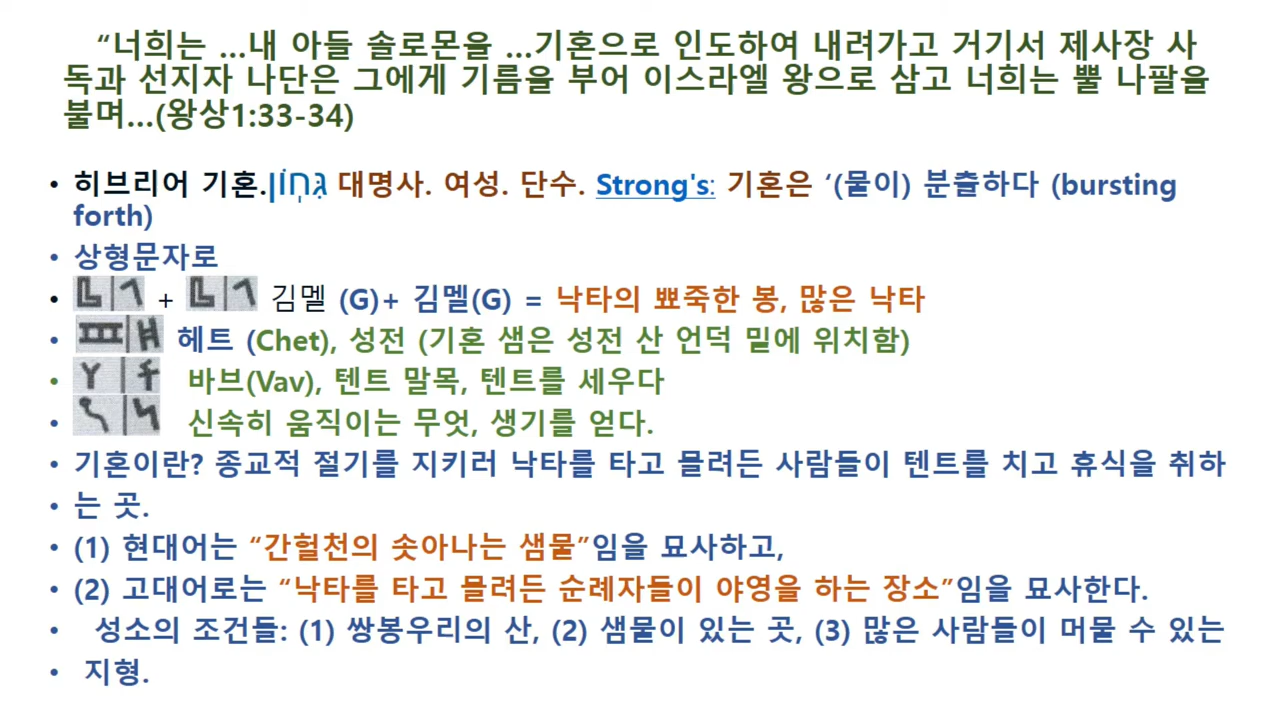 “너희는 ...내 아들 솔로몬을 ...기혼으로 인도하여 내려가고 거기서 제사장 사
독과 선지자 나단은 그에게 기름을 부어 이스라엘 왕으로 삼고 너희는 뿔 나팔을
불며...(왕상1:33-34)
• 히브리어 기혼.גִּחֽוֹן 대명사. 여성. 단수. Strong's: 기혼은 ‘(물이) 분출하다 (bursting
forth)
• 상형문자로
• + 김멜 (G)+ 김멜(G) = 낙타의 뾰죽한 봉, 많은 낙타
• 헤트 (Chet), 성전 (기혼 샘은 성전 산 언덕 밑에 위치함)
• 바브(Vav), 텐트 말목, 텐트를 세우다
• 신속히 움직이는 무엇, 생기를 얻다.
• 기혼이란? 종교적 절기를 지키러 낙타를 타고 몰려든 사람들이 텐트를 치고 휴식을 취하
• 는 곳.
• (1) 현대어는 “간헐천의 솟아나는 샘물”임을 묘사하고,
• (2) 고대어로는 “낙타를 타고 몰려든 순례자들이 야영을 하는 장소”임을 묘사한다.
• 성소의 조건들: (1) 쌍봉우리의 산, (2) 샘물이 있는 곳, (3) 많은 사람들이 머물 수 있는
• 지형.